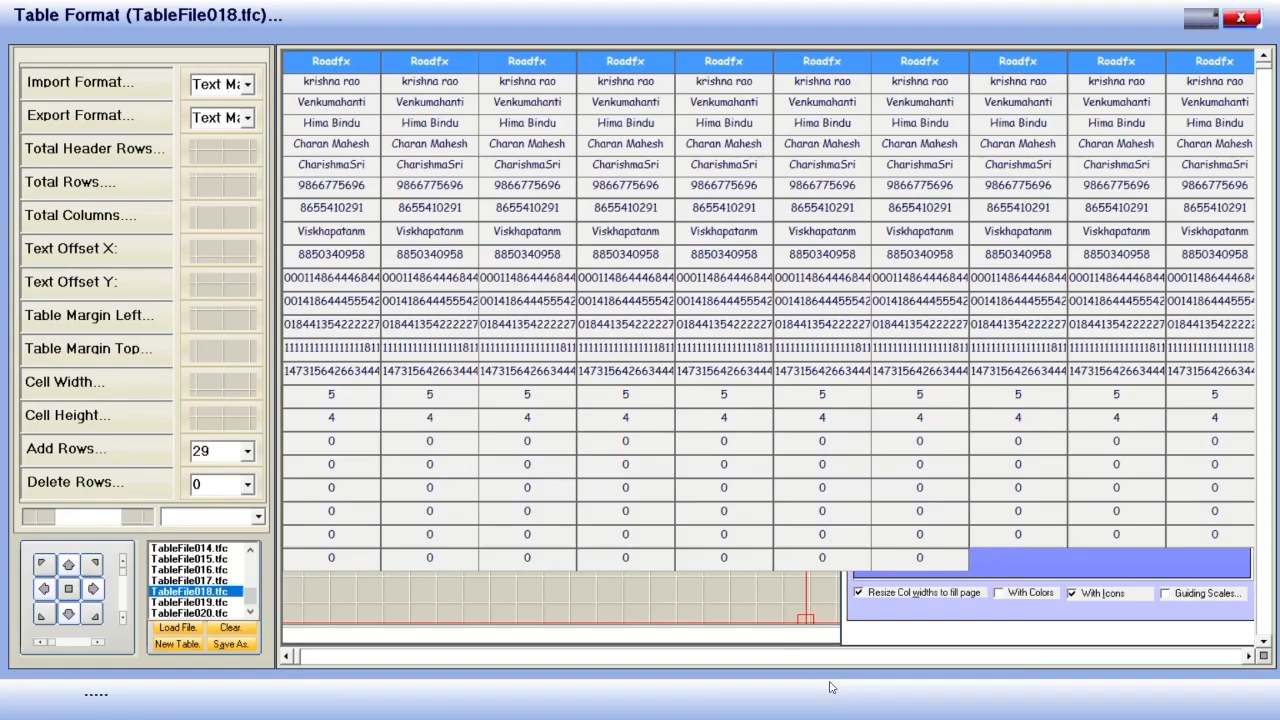 Table Format (TableFile018.tfc)...
X
Import Format... Text Ma
Export Format... Text Ma
Total Header Rows...
Total Rows....
Total Columns....
Text Offset X:
Text Offset Y:
Table Margin Left...
Table Margin Top...
Cell Width...
Cell Height...
Add Rows... 29
Delete Rows... 0
TableFile014.tfc
TableFile015.tfc
TableFile016.tfc
TableFile017.tfc
TableFile018.tfc
TableFile019.tfc
TableFile020.tfc
Load File. Clear.
New Table. Save As.
Roadfx Roadfx Roadfx Roadfx Roadfx Roadfx Roadfx Roadfx Roadfx Roadfx
krishna rao krishna rao krishna rao krishna rao krishna rao krishna rao krishna rao krishna rao krishna rao krishna rao
Venkumahanti Venkumahanti Venkumahanti Venkumahanti Venkumahanti Venkumahanti Venkumahanti Venkumahanti Venkumahanti Venkumahanti
Hima Bindu Hima Bindu Hima Bindu Hima Bindu Hima Bindu Hima Bindu Hima Bindu Hima Bindu Hima Bindu Hima Bindu
Charan Mahesh Charan Mahesh Charan Mahesh Charan Mahesh Charan Mahesh Charan Mahesh Charan Mahesh Charan Mahesh Charan Mahesh Charan Mahesh
CharishmaSri CharishmaSri CharishmaSri CharishmaSri CharishmaSri CharishmaSri CharishmaSri CharishmaSri CharishmaSri CharishmaSri
9866775696 9866775696 9866775696 9866775696 9866775696 9866775696 9866775696 9866775696 9866775696 9866775696
8655410291 8655410291 8655410291 8655410291 8655410291 8655410291 8655410291 8655410291 8655410291 8655410291
Viskhapatanm Viskhapatanm Viskhapatanm Viskhapatanm Viskhapatanm Viskhapatanm Viskhapatanm Viskhapatanm Viskhapatanm Viskhapatanm
8850340958 8850340958 8850340958 8850340958 8850340958 8850340958 8850340958 8850340958 8850340958 8850340958
5 5 5 5 5 5 5 5 5 5
4 4 4 4 4 4 4 4 4 4
0 0 0 0 0 0 0 0 0 0
0 0 0 0 0 0 0 0 0 0
0 0 0 0 0 0 0 0 0 0
0 0 0 0 0 0 0 0 0 0
0 0 0 0 0 0 0 0 0 0
0 0 0 0 0 0 0
Resize Col widths to fill page With Colors With Icons Guiding Scales...
.....